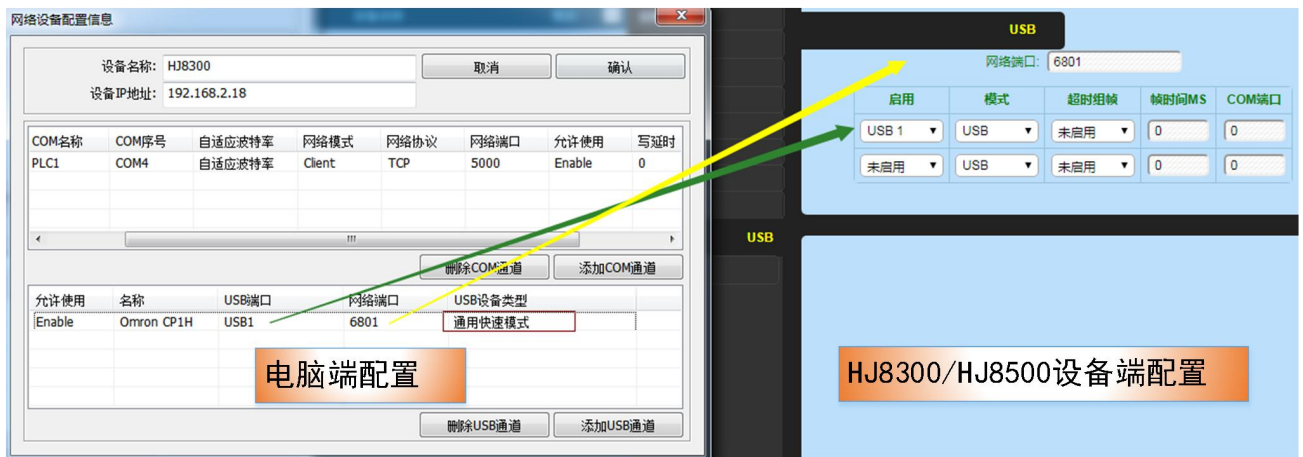 网络设备配置信息
设备名称: HJ8300 取消 确认
设备IP地址: 192.168.2.18
COM名称 COM序号 自适应波特率 网络模式 网络协议 网络端口 允许使用 写延时
PLC1 COM4 自适应波特率 Client TCP 5000 Enable 0
删除COM通道 添加COM通道
允许使用 名称 USB端口 网络端口 USB设备类型
Enable Omron CP1H USB1 6801 通用快速模式
电脑端配置
删除USB通道 添加USB通道
USB
网络端口: 6801
启用 模式 超时组帧 帧时间MS COM端口
USB 1 USB 未启用 0 0
未启用 USB 未启用 0 0
USB
HJ8300/HJ8500设备端配置